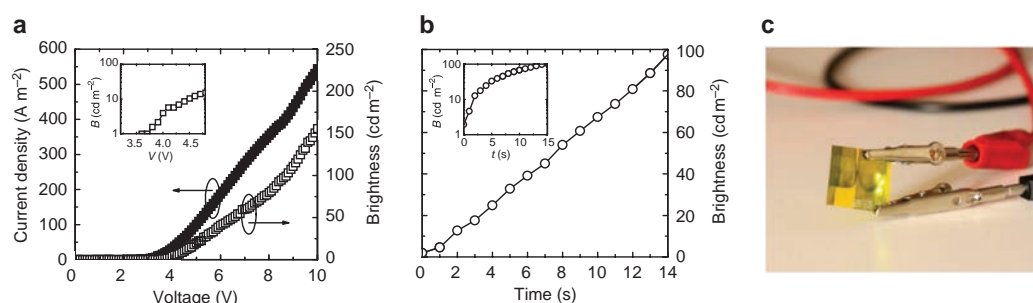 a
600
500
400
300
200
100
0
Current density (A m⁻²)
0 2 4 6 8 10
Voltage (V)
250
200
150
100
50
0
Brightness (cd m⁻²)
B (cd m⁻²)
10
1
3.5 4.0 4.5
V (V)
b
0 2 4 6 8 10 12 14
Time (s)
100
80
60
40
20
0
Brightness (cd m⁻²)
B (cd m⁻²)
100
10
1
0 5 10 15
t (s)
c